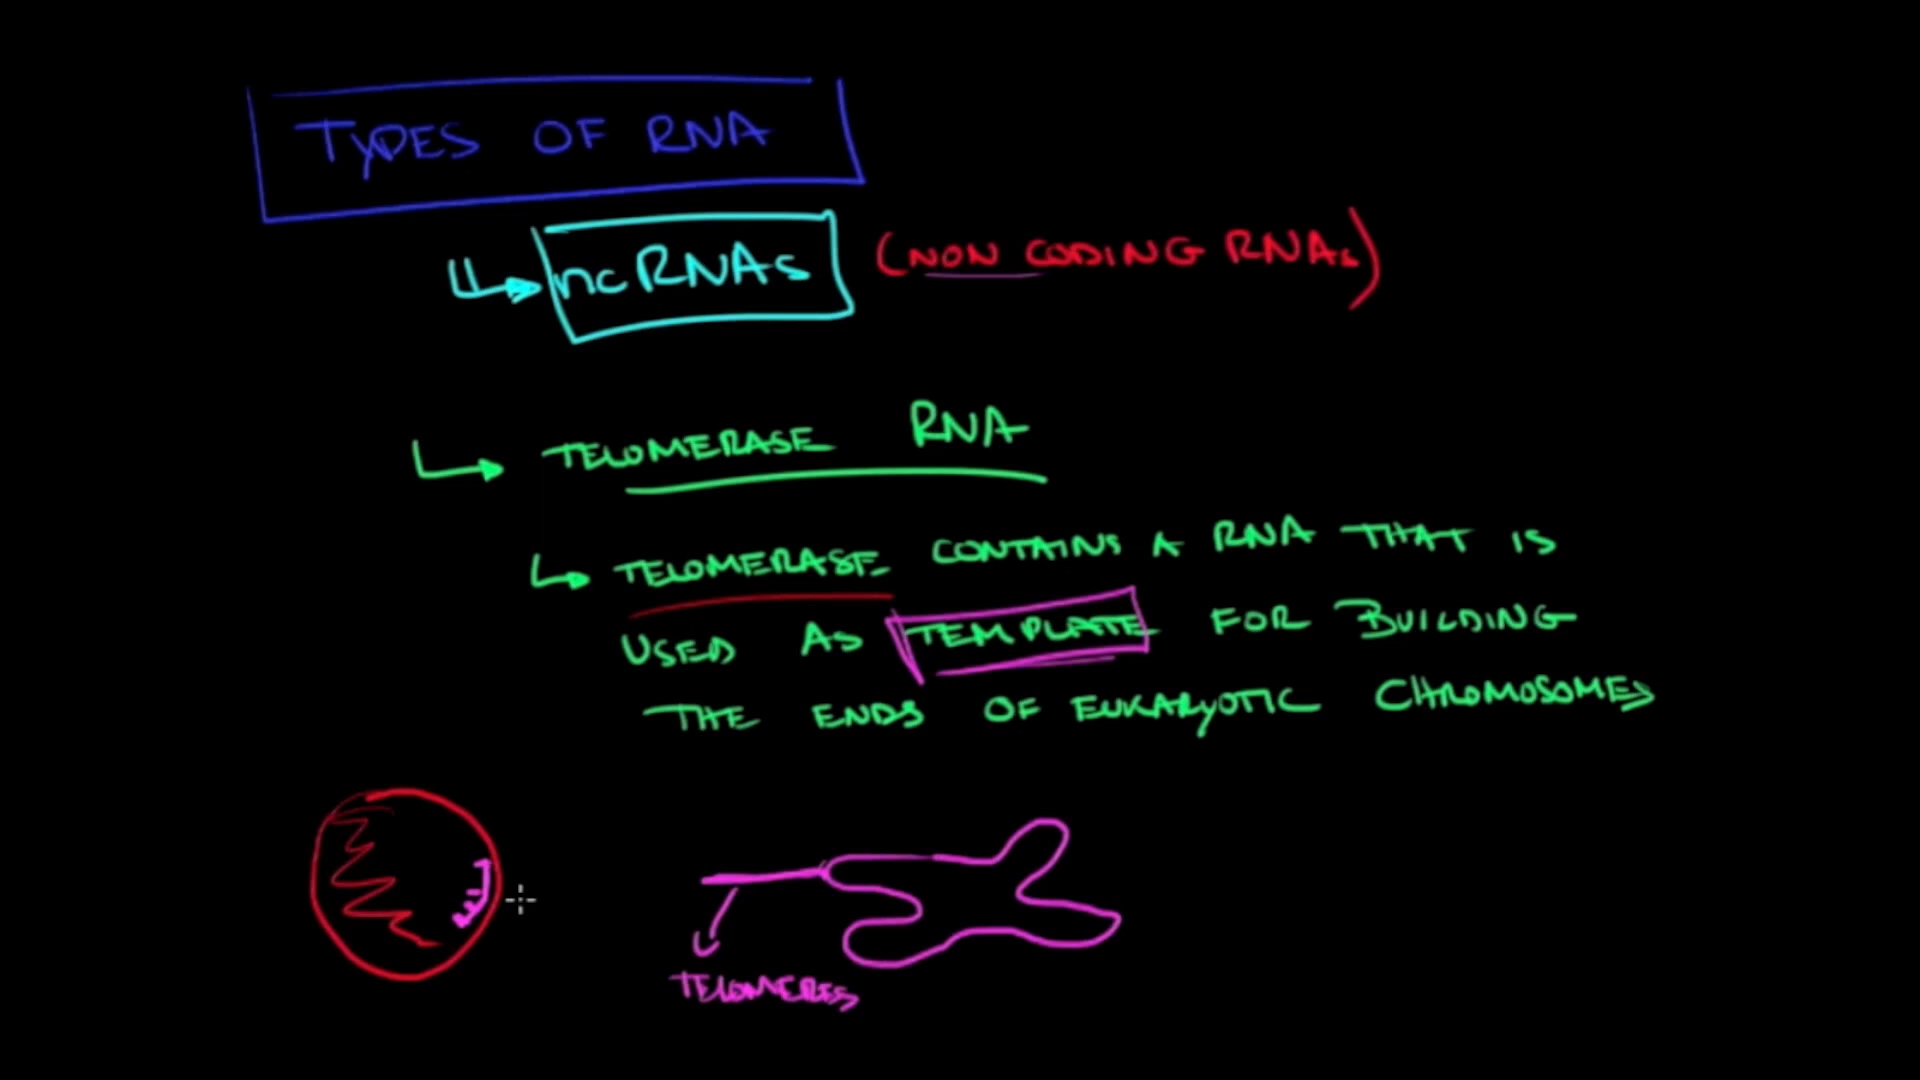 TYPES OF RNA
ncRNAs (NON CODING RNAs)
TELOMERASE RNA
TELOMERASE CONTAINS A RNA THAT IS
USED AS TEMPLATE FOR BUILDING
THE ENDS OF EUKARYOTIC CHROMOSOMES
TELOMERES